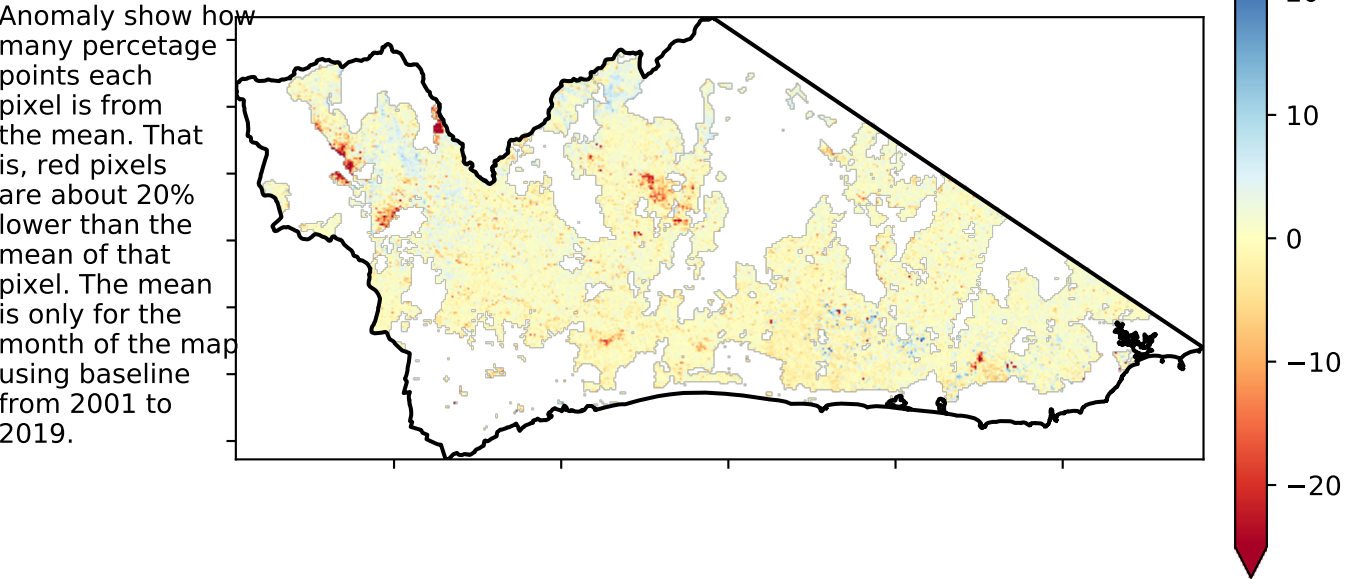 Anomaly show how
many percetage
points each
pixel is from
the mean. That
is, red pixels
are about 20%
lower than the
mean of that
pixel. The mean
is only for the
month of the map
using baseline
from 2001 to
2019.
10
0
−10
−20